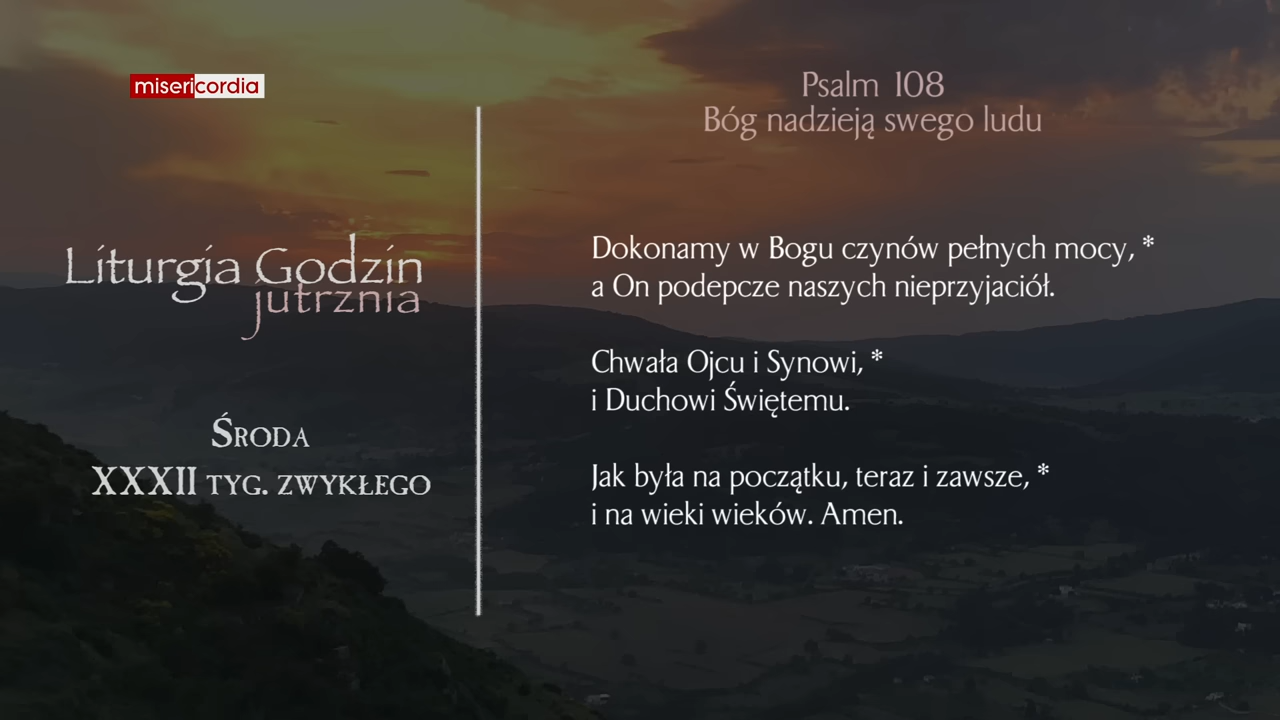 misericordia
Liturgia Godzin
jutrznia
Środa
XXXII tyg. zwykłego
Psalm 108
Bóg nadzieją swego ludu
Dokonamy w Bogu czynów pełnych mocy, *
a On podepcze naszych nieprzyjaciół.
Chwała Ojcu i Synowi, *
i Duchowi Świętemu.
Jak była na początku, teraz i zawsze, *
i na wieki wieków. Amen.